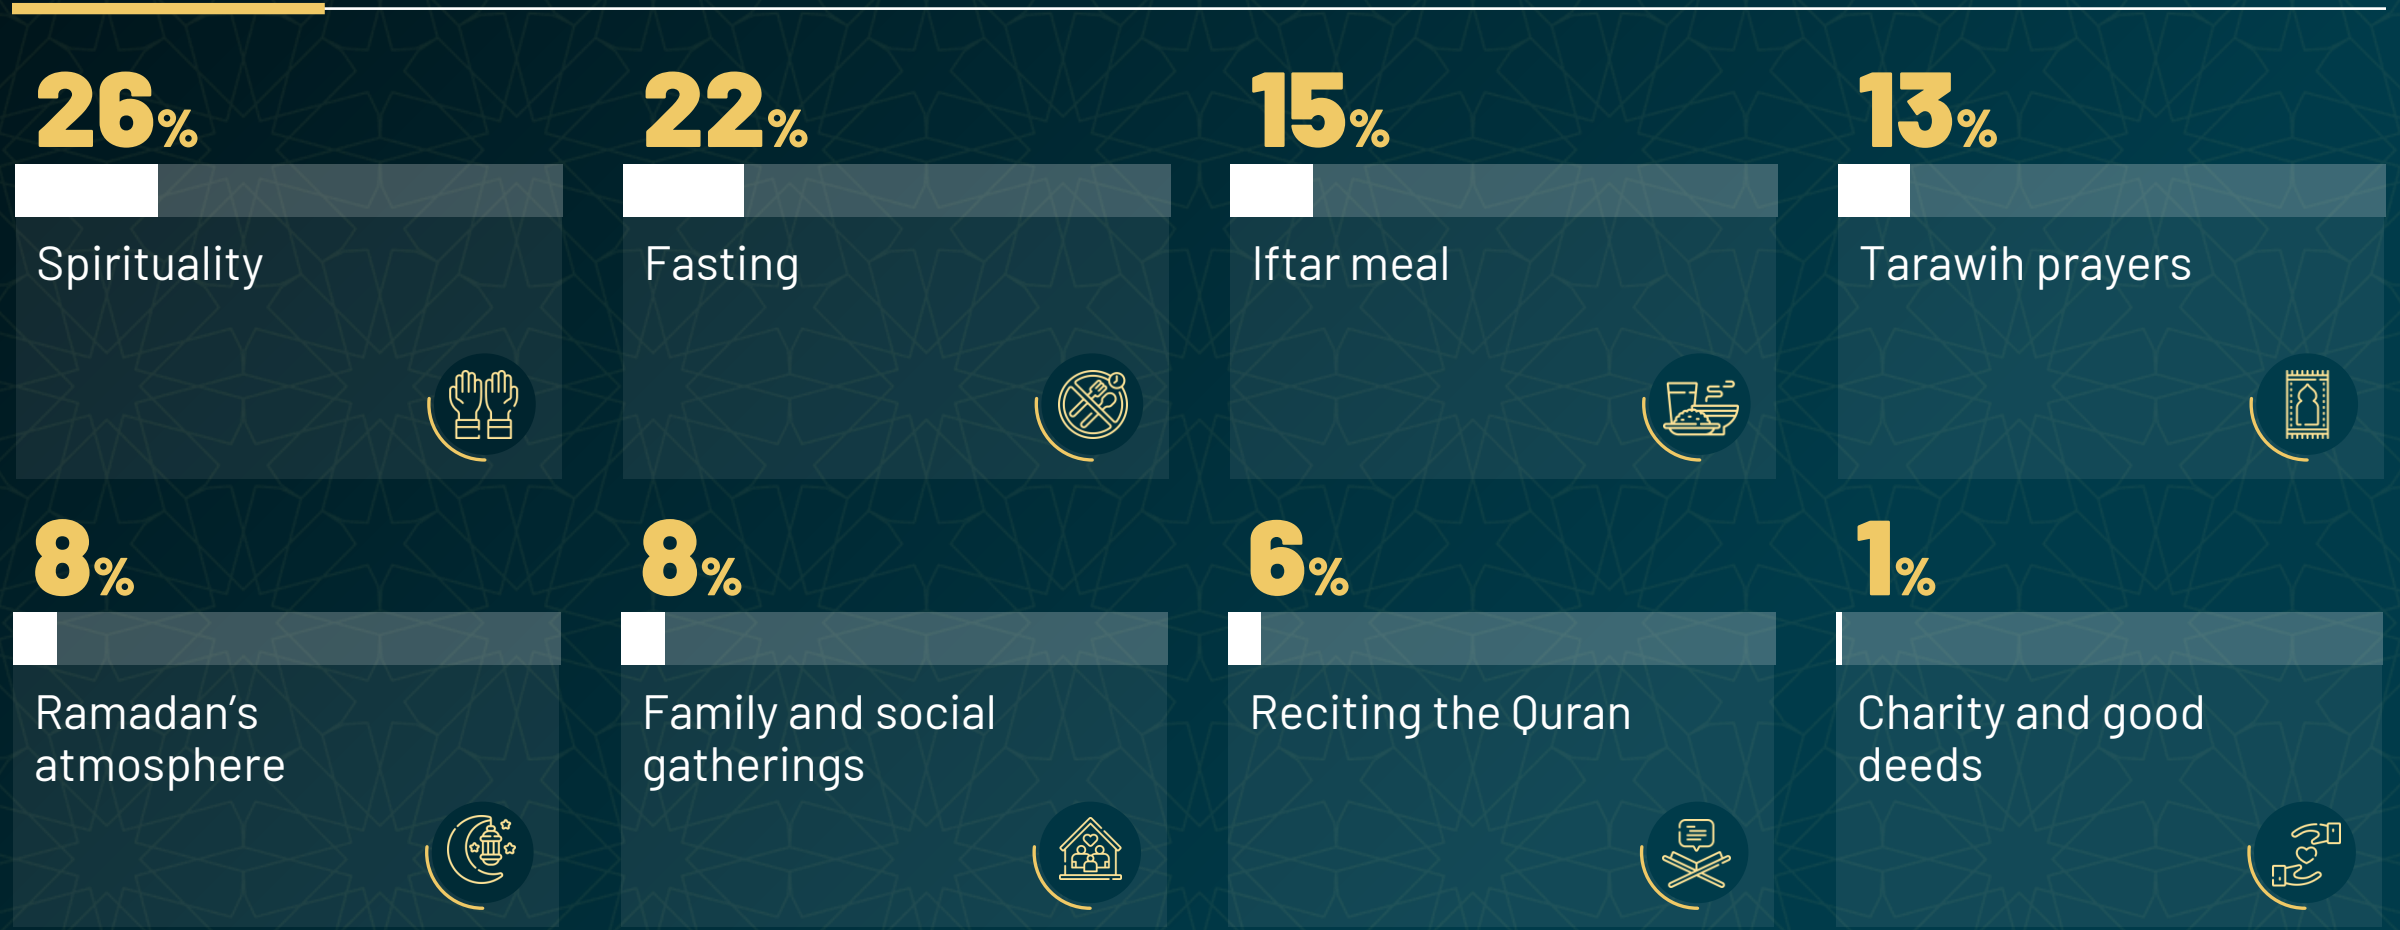 26%
22%
15%
13%
Spirituality
Fasting
Iftar meal
Tarawih prayers
8%
8%
6%
1%
Ramadan’s
atmosphere
Family and social
gatherings
Reciting the Quran
Charity and good
deeds